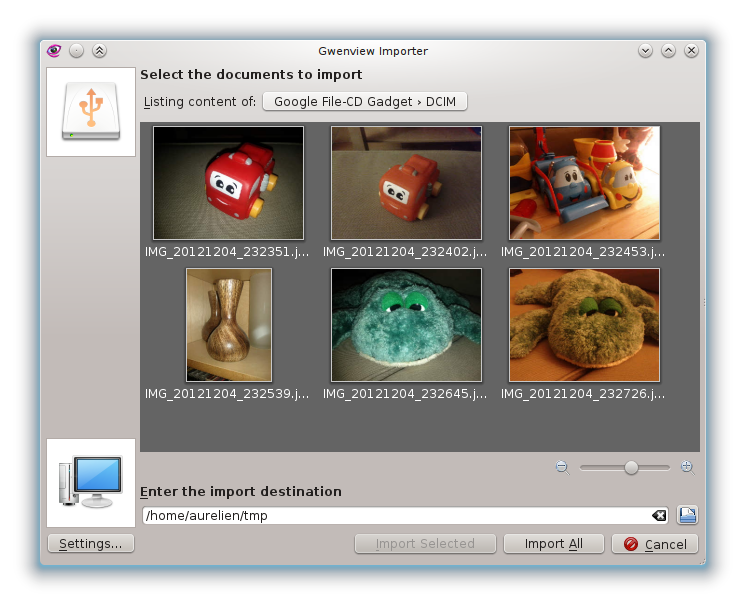 Gwenview Importer
Select the documents to import
Listing content of: Google File-CD Gadget › DCIM
IMG_20121204_232351.j... IMG_20121204_232402.j... IMG_20121204_232453.j...
IMG_20121204_232539.j... IMG_20121204_232645.j... IMG_20121204_232726.j...
Enter the import destination
/home/aurelien/tmp
Settings... Import Selected Import All Cancel